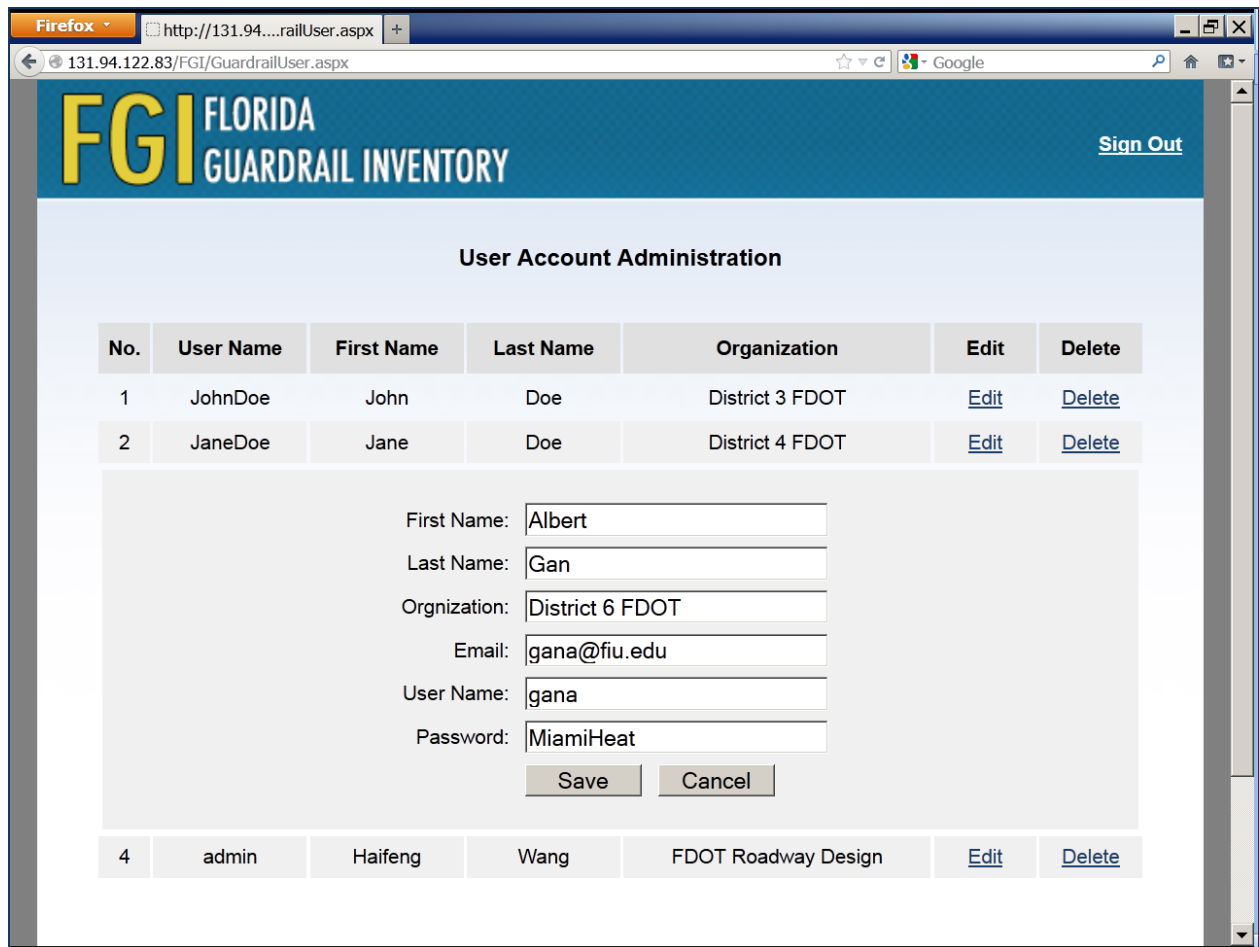 Firefox
http://131.94....railUser.aspx
131.94.122.83/FGI/GuardrailUser.aspx Google
FGI FLORIDA GUARDRAIL INVENTORY
Sign Out
User Account Administration
No. User Name First Name Last Name Organization Edit Delete
1 JohnDoe John Doe District 3 FDOT Edit Delete
2 JaneDoe Jane Doe District 4 FDOT Edit Delete
First Name: Albert
Last Name: Gan
Orgnization: District 6 FDOT
Email: gana@fiu.edu
User Name: gana
Password: MiamiHeat
Save Cancel
4 admin Haifeng Wang FDOT Roadway Design Edit Delete